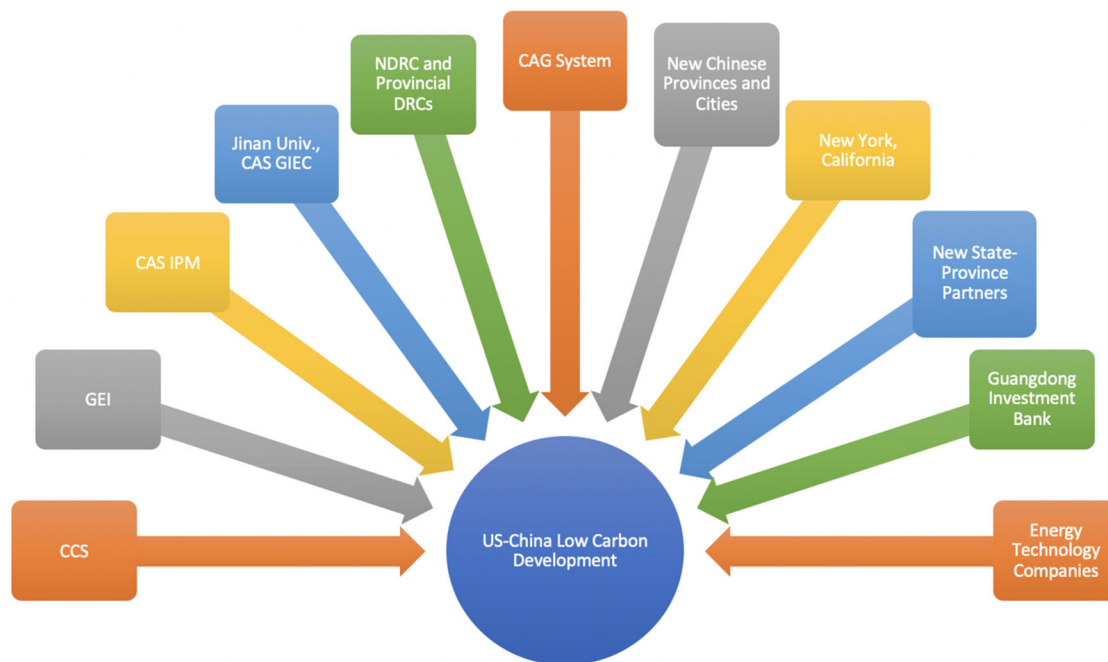 CCS
GEI
CAS IPM
Jinan Univ.,
CAS GIEC
NDRC and
Provincial
DRCs
CAG System
New Chinese
Provinces and
Cities
New York,
California
New State-
Province
Partners
Guangdong
Investment
Bank
Energy
Technology
Companies
US-China Low Carbon
Development